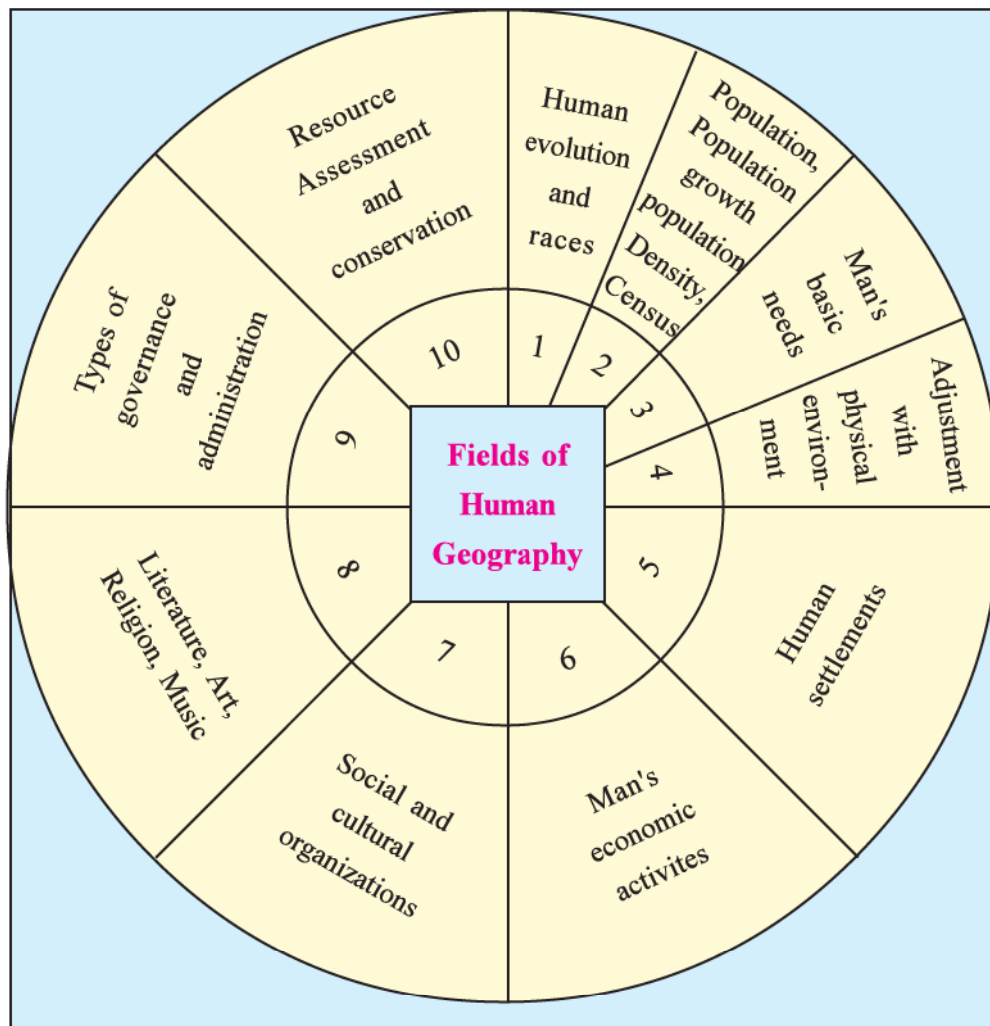 Fields of
Human
Geography
1
Human
evolution
and
races
2
Population,
Population
growth
population
Density,
Census
3
Man's
basic
needs
4
Adjustment
with
physical
environ-
ment
5
Human
settlements
6
Man's
economic
activites
7
Social and
cultural
organizations
8
Literature, Art,
Religion, Music
9
Types of
governance
and
administration
10
Resource
Assessment
and
conservation